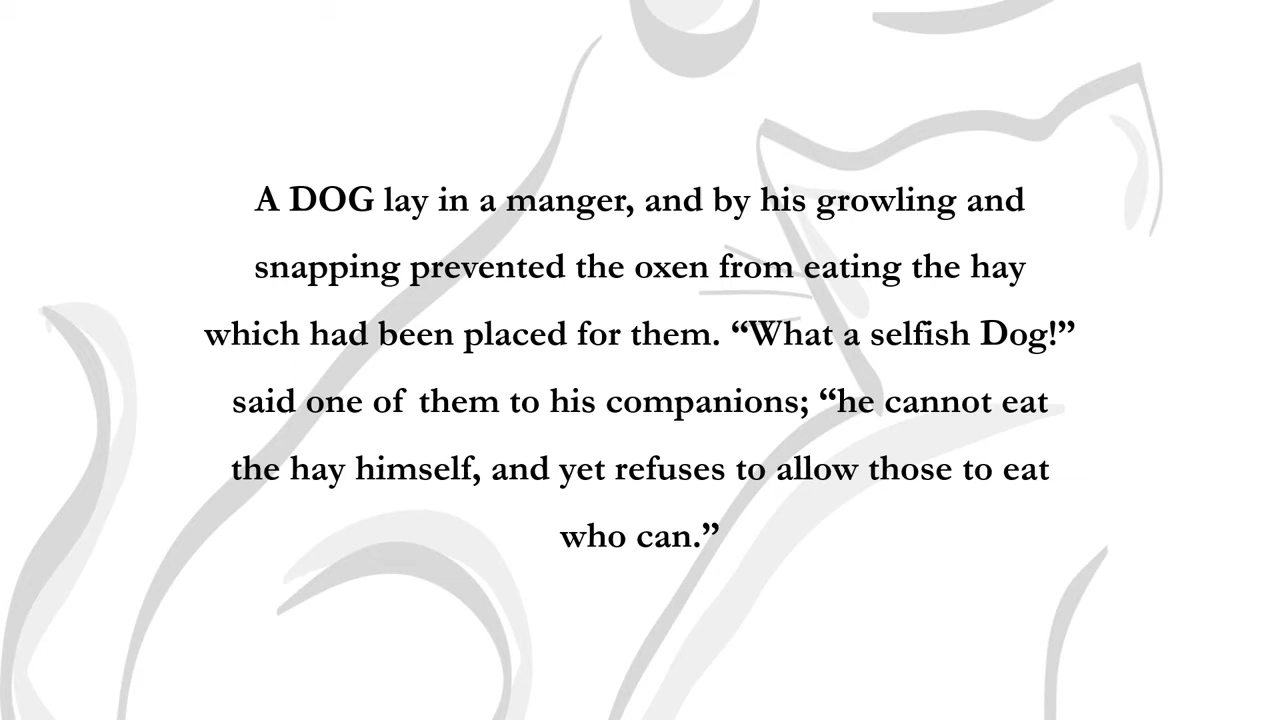 A DOG lay in a manger, and by his growling and
snapping prevented the oxen from eating the hay
which had been placed for them. “What a selfish Dog!”
said one of them to his companions; “he cannot eat
the hay himself, and yet refuses to allow those to eat
who can.”